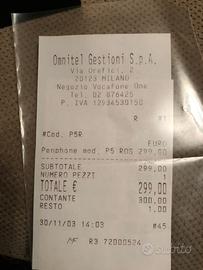 Omnitel Gestioni S.p.A.
Via Orefici, 2
20123 MILANO
Negozio Vodafone One
Tel. 02 876425
P. IVA 12934530150
R #1
#Cod. P5R
EURO
Penphone mod. P5 ROS 299,00
SUBTOTALE 299,00
NUMERO PEZZI 1
TOTALE € 299,00
CONTANTE 300,00
RESTO 1,00
30/11/03 14:03 #45
MF R3 72000524
Subito